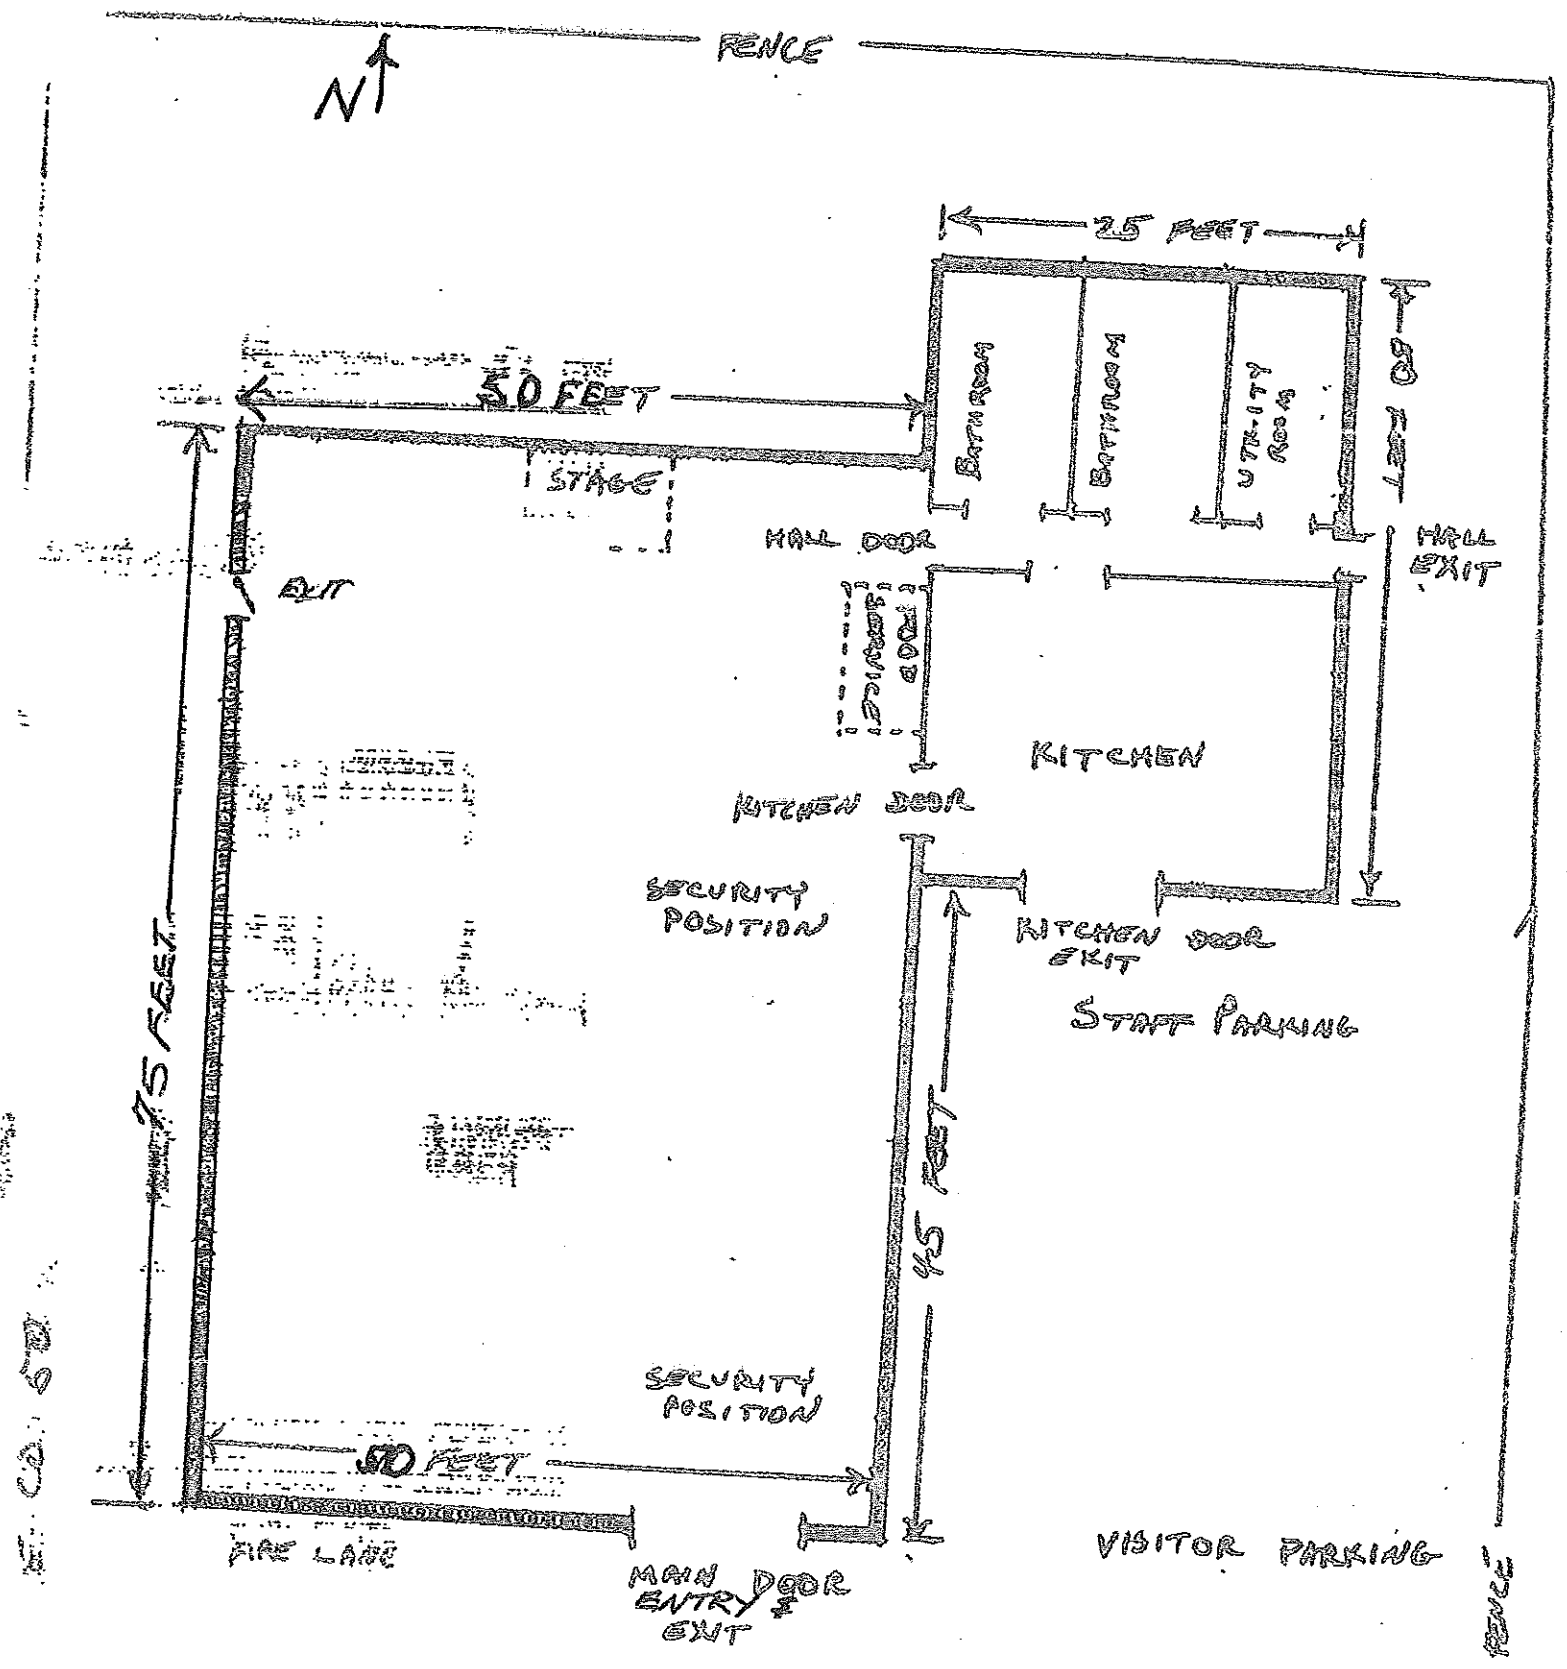 FENCE
N
25 FEET
50 FEET
BATHROOM
BATHROOM
UTILITY
ROOM
STAGE
HALL DOOR
HALL
EXIT
EXIT
FOOD
SERVICE
KITCHEN
KITCHEN DOOR
SECURITY
POSITION
KITCHEN DOOR
EXIT
STAFF PARKING
75 FEET
45 FEET
SECURITY
POSITION
50 FEET
FIRE LANE
MAIN DOOR
ENTRY &
EXIT
VISITOR PARKING
FENCE